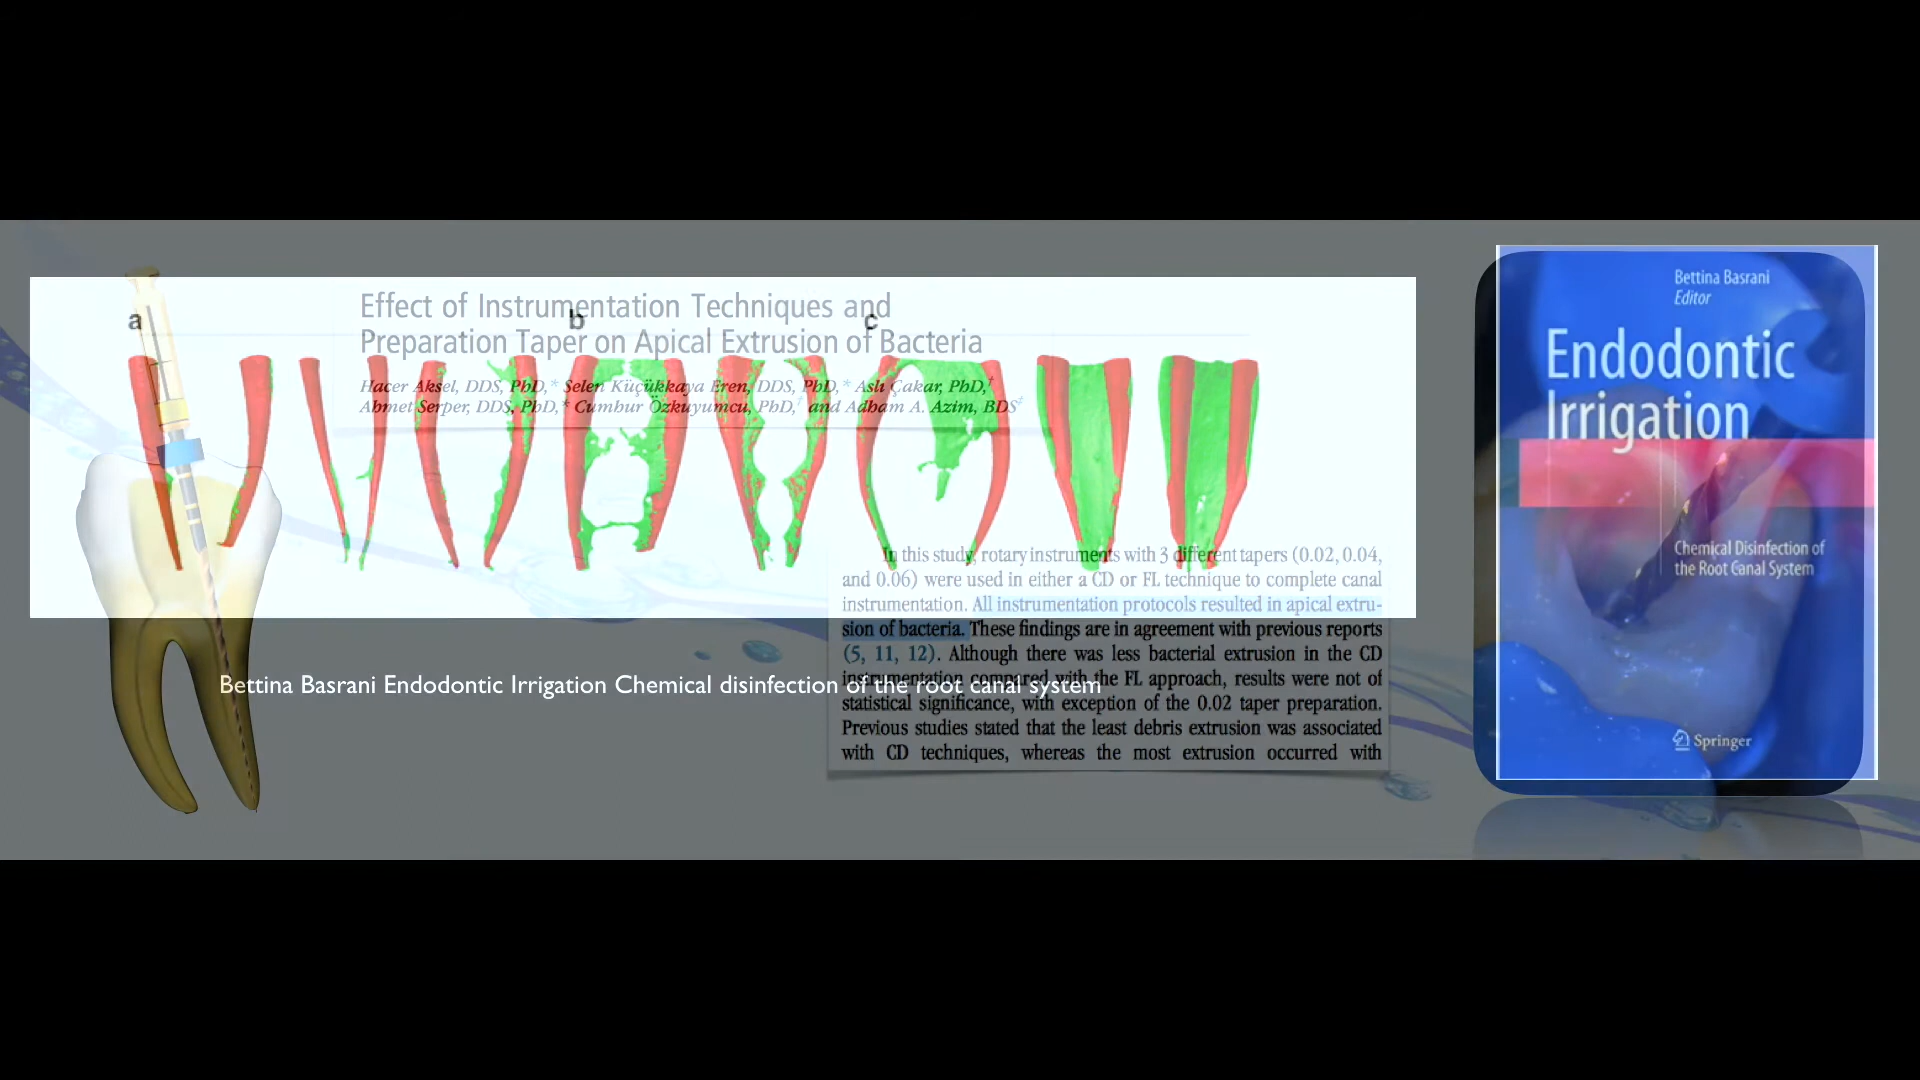 Effect of Instrumentation Techniques and
Preparation Taper on Apical Extrusion of Bacteria
Hacer Aksel, DDS, PhD,* Selen Küçükkaya Eren, DDS, PhD,* Aslı Çakar, PhD,†
Ahmet Serper, DDS, PhD,* Cumhur Özkuyumcu, PhD,† and Adham A. Azim, BDS‡
a
b
c
In this study, rotary instruments with 3 different tapers (0.02, 0.04,
and 0.06) were used in either a CD or FL technique to complete canal
instrumentation. All instrumentation protocols resulted in apical extru-
sion of bacteria. These findings are in agreement with previous reports
(5, 11, 12). Although there was less bacterial extrusion in the CD
instrumentation compared with the FL approach, results were not of
statistical significance, with exception of the 0.02 taper preparation.
Previous studies stated that the least debris extrusion was associated
with CD techniques, whereas the most extrusion occurred with
Bettina Basrani Endodontic Irrigation Chemical disinfection of the root canal system
Bettina Basrani
Editor
Endodontic
Irrigation
Chemical Disinfection of
the Root Canal System
Springer